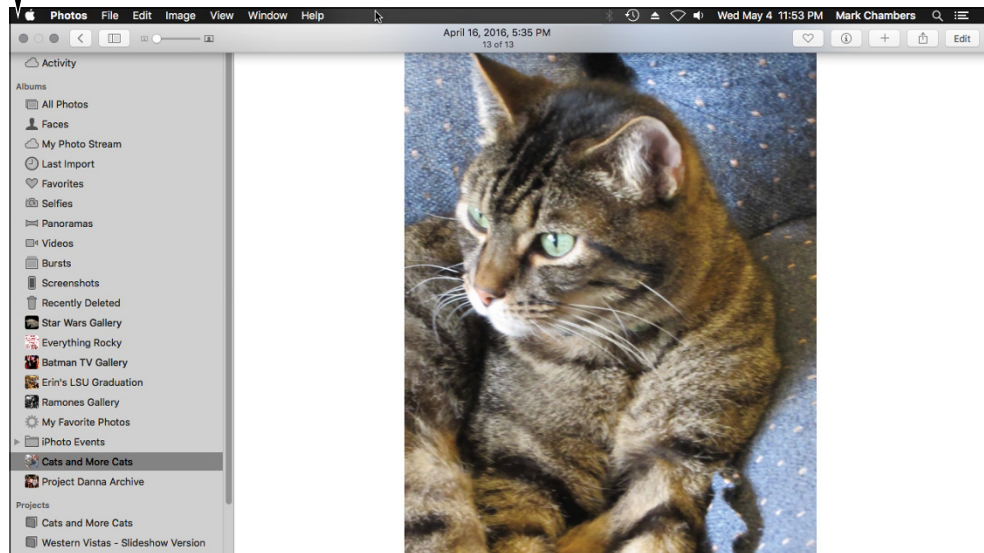 Photos File Edit Image View Window Help Wed May 4 11:53 PM Mark Chambers
April 16, 2016, 5:35 PM
13 of 13
Edit
Activity
Albums
All Photos
Faces
My Photo Stream
Last Import
Favorites
Selfies
Panoramas
Videos
Bursts
Screenshots
Recently Deleted
Star Wars Gallery
Everything Rocky
Batman TV Gallery
Erin's LSU Graduation
Ramones Gallery
My Favorite Photos
iPhoto Events
Cats and More Cats
Project Danna Archive
Projects
Cats and More Cats
Western Vistas - Slideshow Version